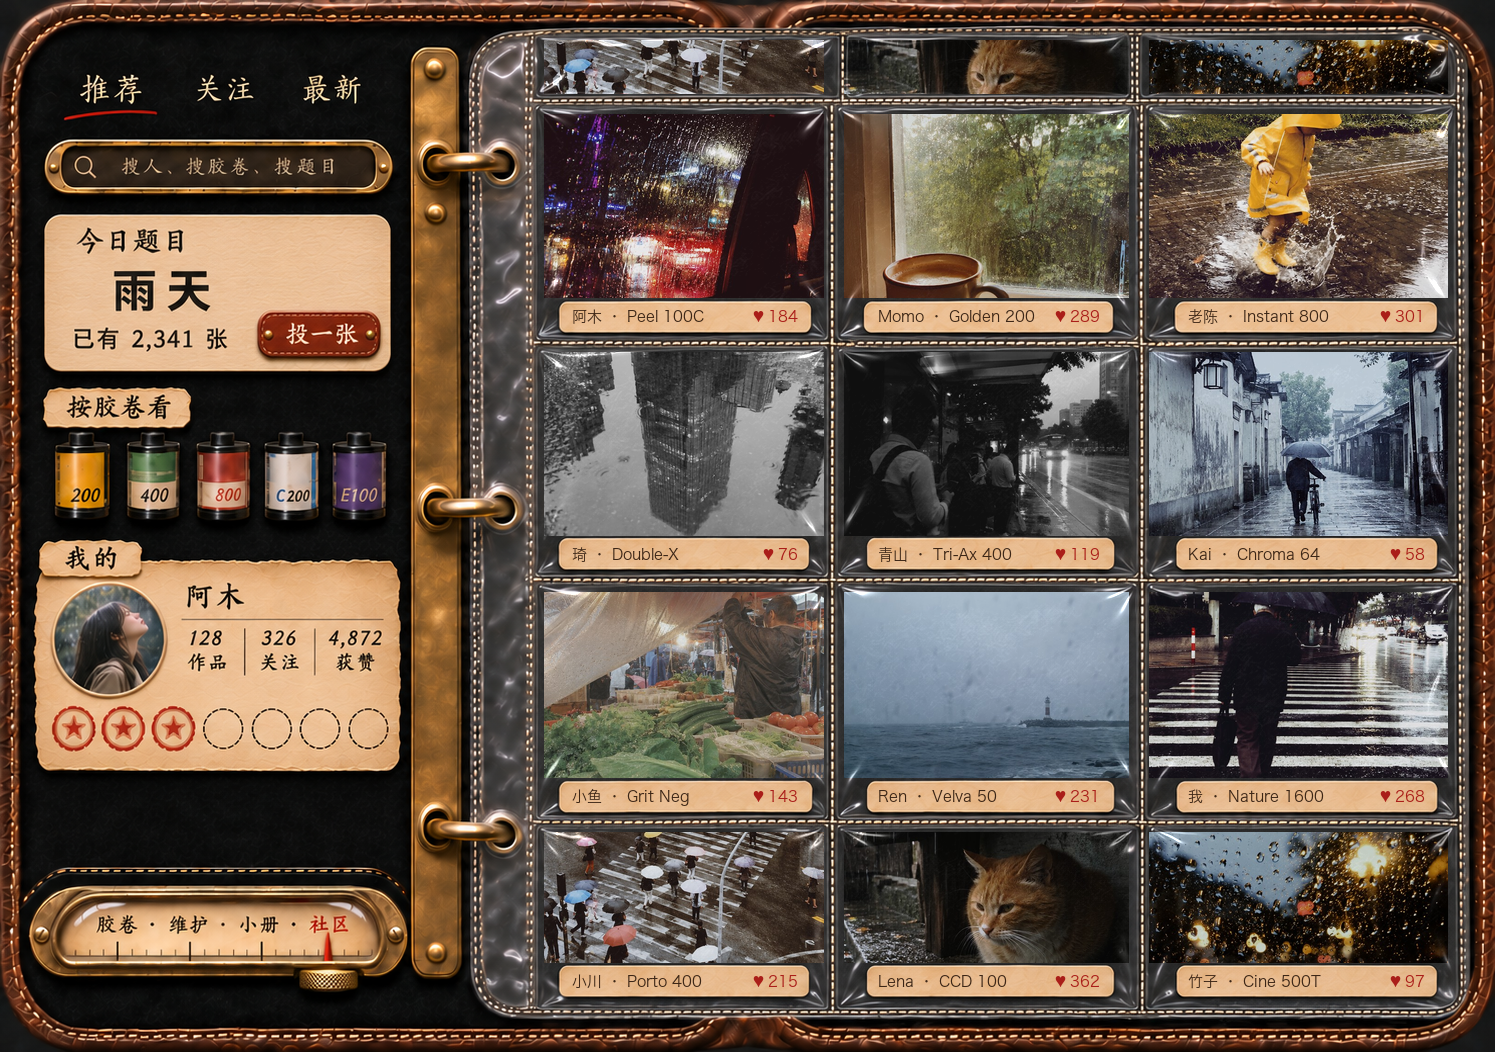 推荐 关注 最新
搜人、搜胶卷、搜题目
今日题目
雨天
已有 2,341 张
投一张
按胶卷看
200 400 800 C200 E100
我的
阿木
128 326 4,872
作品 关注 获赞
胶卷 · 维护 · 小册 · 社区
阿木 · Peel 100C ♥ 184
Momo · Golden 200 ♥ 289
老陈 · Instant 800 ♥ 301
琦 · Double-X ♥ 76
青山 · Tri-Ax 400 ♥ 119
Kai · Chroma 64 ♥ 58
小鱼 · Grit Neg ♥ 143
Ren · Velva 50 ♥ 231
我 · Nature 1600 ♥ 268
小川 · Porto 400 ♥ 215
Lena · CCD 100 ♥ 362
竹子 · Cine 500T ♥ 97